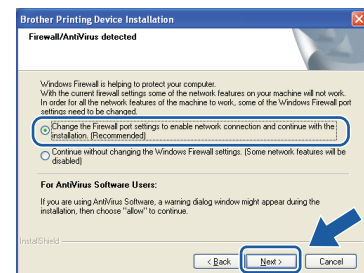 Brother Printing Device Installation
Firewall/AntiVirus detected
Windows Firewall is helping to protect your computer.
With the current firewall settings some of the network features on your machine will not work.
In order for all the network features of the machine to work, some of the Windows Firewall port
settings need to be changed.
Change the Firewall port settings to enable network connection and continue with the
installation. (Recommended)
Continue without changing the Windows Firewall settings. (Some network features will be
disabled)
For AntiVirus Software Users:
If you are using AntiVirus Software, a warning dialog window might appear during the
installation, then choose "allow" to continue.
InstallShield
< Back
Next >
Cancel